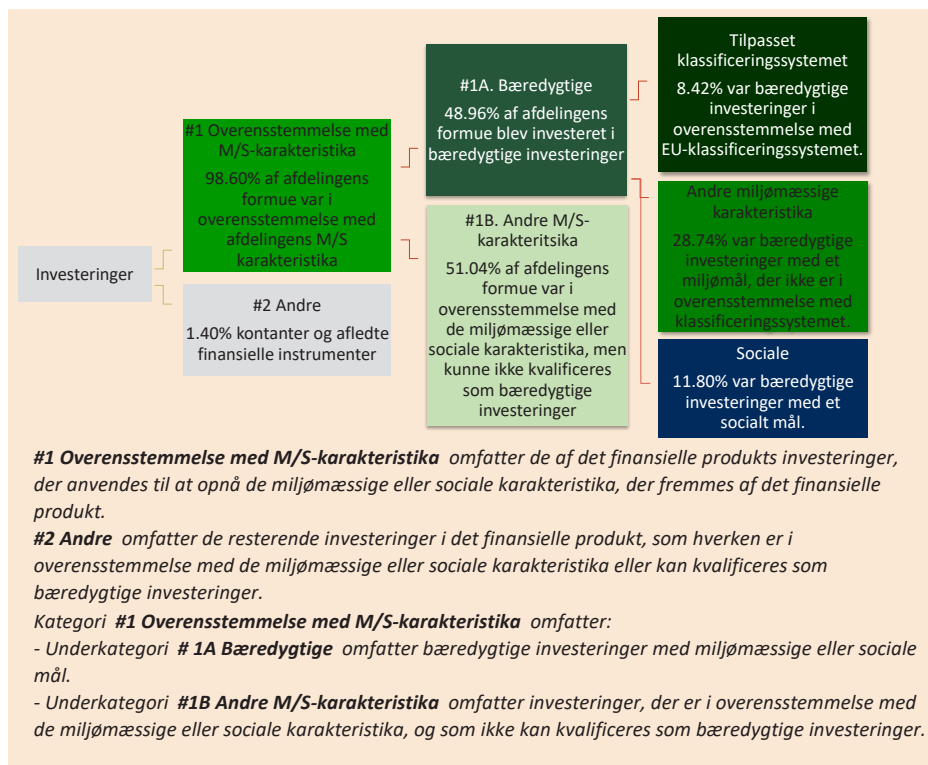 Investeringer
#1 Overensstemmelse med
M/S-karakteristika
98.60% af afdelingens
formue var i
overensstemmelse med
afdelingens M/S
karakteristika
#2 Andre
1.40% kontanter og afledte
finansielle instrumenter
#1A. Bæredygtige
48.96% af afdelingens
formue blev investeret i
bæredygtige investeringer
#1B. Andre M/S-
karakteritsika
51.04% af afdelingens
formue var i
overensstemmelse med
de miljømæssige eller
sociale karakteristika, men
kunne ikke kvalificeres
som bæredygtige
investeringer
Tilpasset
klassificeringssystemet
8.42% var bæredygtige
investeringer i
overensstemmelse med
EU-klassificeringssystemet.
Andre miljømæssige
karakteristika
28.74% var bæredygtige
investeringer med et
miljømål, der ikke er i
overensstemmelse med
klassificeringssystemet.
Sociale
11.80% var bæredygtige
investeringer med et
socialt mål.
#1 Overensstemmelse med M/S-karakteristika omfatter de af det finansielle produkts investeringer,
der anvendes til at opnå de miljømæssige eller sociale karakteristika, der fremmes af det finansielle
produkt.
#2 Andre omfatter de resterende investeringer i det finansielle produkt, som hverken er i
overensstemmelse med de miljømæssige eller sociale karakteristika eller kan kvalificeres som
bæredygtige investeringer.
Kategori #1 Overensstemmelse med M/S-karakteristika omfatter:
- Underkategori # 1A Bæredygtige omfatter bæredygtige investeringer med miljømæssige eller sociale
mål.
- Underkategori #1B Andre M/S-karakteristika omfatter investeringer, der er i overensstemmelse med
de miljømæssige eller sociale karakteristika, og som ikke kan kvalificeres som bæredygtige investeringer.